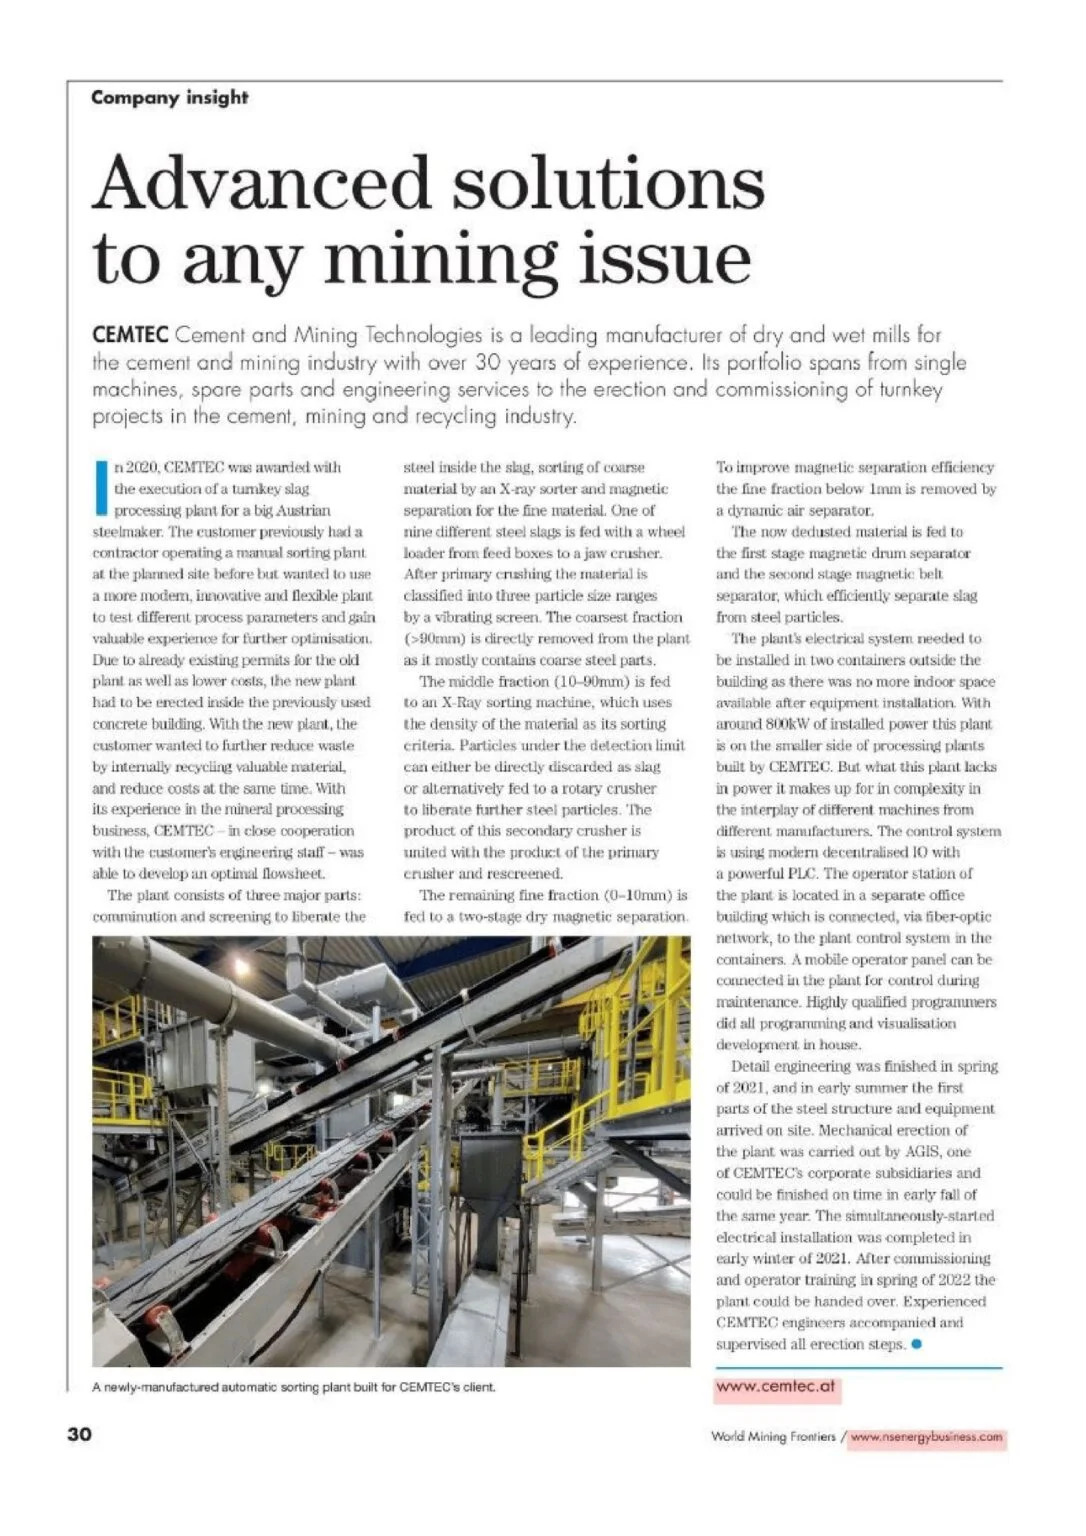 Company insight
Advanced solutions
to any mining issue
CEMTEC Cement and Mining Technologies is a leading manufacturer of dry and wet mills for
the cement and mining industry with over 30 years of experience. Its portfolio spans from single
machines, spare parts and engineering services to the erection and commissioning of turnkey
projects in the cement, mining and recycling industry.
In 2020, CEMTEC was awarded with
the execution of a turnkey slag
processing plant for a big Austrian
steelmaker. The customer previously had a
contractor operating a manual sorting plant
at the planned site before but wanted to use
a more modern, innovative and flexible plant
to test different process parameters and gain
valuable experience for further optimisation.
Due to already existing permits for the old
plant as well as lower costs, the new plant
had to be erected inside the previously used
concrete building. With the new plant, the
customer wanted to further reduce waste
by internally recycling valuable material,
and reduce costs at the same time. With
its experience in the mineral processing
business, CEMTEC – in close cooperation
with the customer's engineering staff – was
able to develop an optimal flowsheet.
The plant consists of three major parts:
comminution and screening to liberate the
steel inside the slag, sorting of coarse
material by an X-ray sorter and magnetic
separation for the fine material. One of
nine different steel slags is fed with a wheel
loader from feed boxes to a jaw crusher.
After primary crushing the material is
classified into three particle size ranges
by a vibrating screen. The coarsest fraction
(>90mm) is directly removed from the plant
as it mostly contains coarse steel parts.
The middle fraction (10–90mm) is fed
to an X-Ray sorting machine, which uses
the density of the material as its sorting
criteria. Particles under the detection limit
can either be directly discarded as slag
or alternatively fed to a rotary crusher
to liberate further steel particles. The
product of this secondary crusher is
united with the product of the primary
crusher and rescreened.
The remaining fine fraction (0–10mm) is
fed to a two-stage dry magnetic separation.
To improve magnetic separation efficiency
the fine fraction below 1mm is removed by
a dynamic air separator.
The now dedusted material is fed to
the first stage magnetic drum separator
and the second stage magnetic belt
separator, which efficiently separate slag
from steel particles.
The plant's electrical system needed to
be installed in two containers outside the
building as there was no more indoor space
available after equipment installation. With
around 800kW of installed power this plant
is on the smaller side of processing plants
built by CEMTEC. But what this plant lacks
in power it makes up for in complexity in
the interplay of different machines from
different manufacturers. The control system
is using modern decentralised IO with
a powerful PLC. The operator station of
the plant is located in a separate office
building which is connected, via fiber-optic
network, to the plant control system in the
containers. A mobile operator panel can be
connected in the plant for control during
maintenance. Highly qualified programmers
did all programming and visualisation
development in house.
Detail engineering was finished in spring
of 2021, and in early summer the first
parts of the steel structure and equipment
arrived on site. Mechanical erection of
the plant was carried out by AGIS, one
of CEMTEC's corporate subsidiaries and
could be finished on time in early fall of
the same year. The simultaneously-started
electrical installation was completed in
early winter of 2021. After commissioning
and operator training in spring of 2022 the
plant could be handed over. Experienced
CEMTEC engineers accompanied and
supervised all erection steps.
www.cemtec.at
A newly-manufactured automatic sorting plant built for CEMTEC's client.
30
World Mining Frontiers / www.nsenergybusiness.com